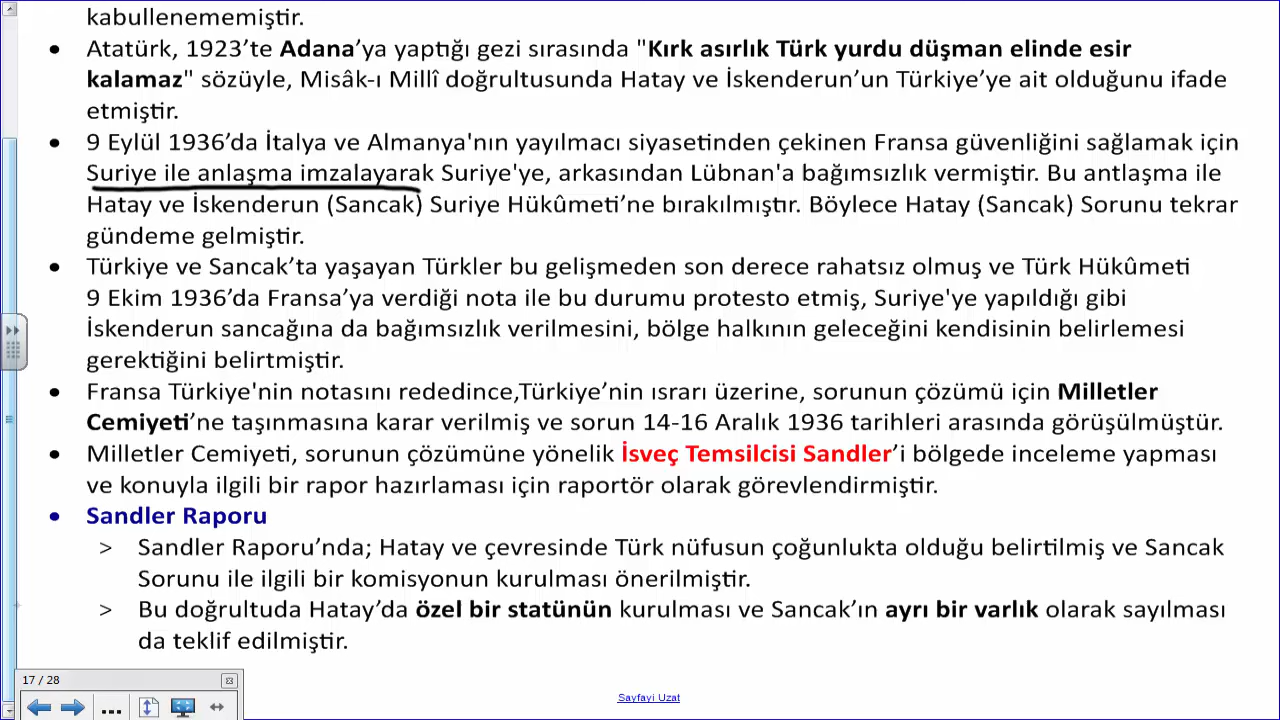 kabullenememiştir.
• Atatürk, 1923’te Adana’ya yaptığı gezi sırasında "Kırk asırlık Türk yurdu düşman elinde esir
kalamaz" sözüyle, Misâk-ı Millî doğrultusunda Hatay ve İskenderun’un Türkiye’ye ait olduğunu ifade
etmiştir.
• 9 Eylül 1936’da İtalya ve Almanya'nın yayılmacı siyasetinden çekinen Fransa güvenliğini sağlamak için
Suriye ile anlaşma imzalayarak Suriye'ye, arkasından Lübnan'a bağımsızlık vermiştir. Bu antlaşma ile
Hatay ve İskenderun (Sancak) Suriye Hükûmeti’ne bırakılmıştır. Böylece Hatay (Sancak) Sorunu tekrar
gündeme gelmiştir.
• Türkiye ve Sancak’ta yaşayan Türkler bu gelişmeden son derece rahatsız olmuş ve Türk Hükûmeti
9 Ekim 1936’da Fransa’ya verdiği nota ile bu durumu protesto etmiş, Suriye'ye yapıldığı gibi
İskenderun sancağına da bağımsızlık verilmesini, bölge halkının geleceğini kendisinin belirlemesi
gerektiğini belirtmiştir.
• Fransa Türkiye'nin notasını rededince,Türkiye’nin ısrarı üzerine, sorunun çözümü için Milletler
Cemiyeti’ne taşınmasına karar verilmiş ve sorun 14-16 Aralık 1936 tarihleri arasında görüşülmüştür.
• Milletler Cemiyeti, sorunun çözümüne yönelik İsveç Temsilcisi Sandler’i bölgede inceleme yapması
ve konuyla ilgili bir rapor hazırlaması için raportör olarak görevlendirmiştir.
• Sandler Raporu
> Sandler Raporu’nda; Hatay ve çevresinde Türk nüfusun çoğunlukta olduğu belirtilmiş ve Sancak
Sorunu ile ilgili bir komisyonun kurulması önerilmiştir.
> Bu doğrultuda Hatay’da özel bir statünün kurulması ve Sancak’ın ayrı bir varlık olarak sayılması
da teklif edilmiştir.
17 / 28
Sayfayi Uzat